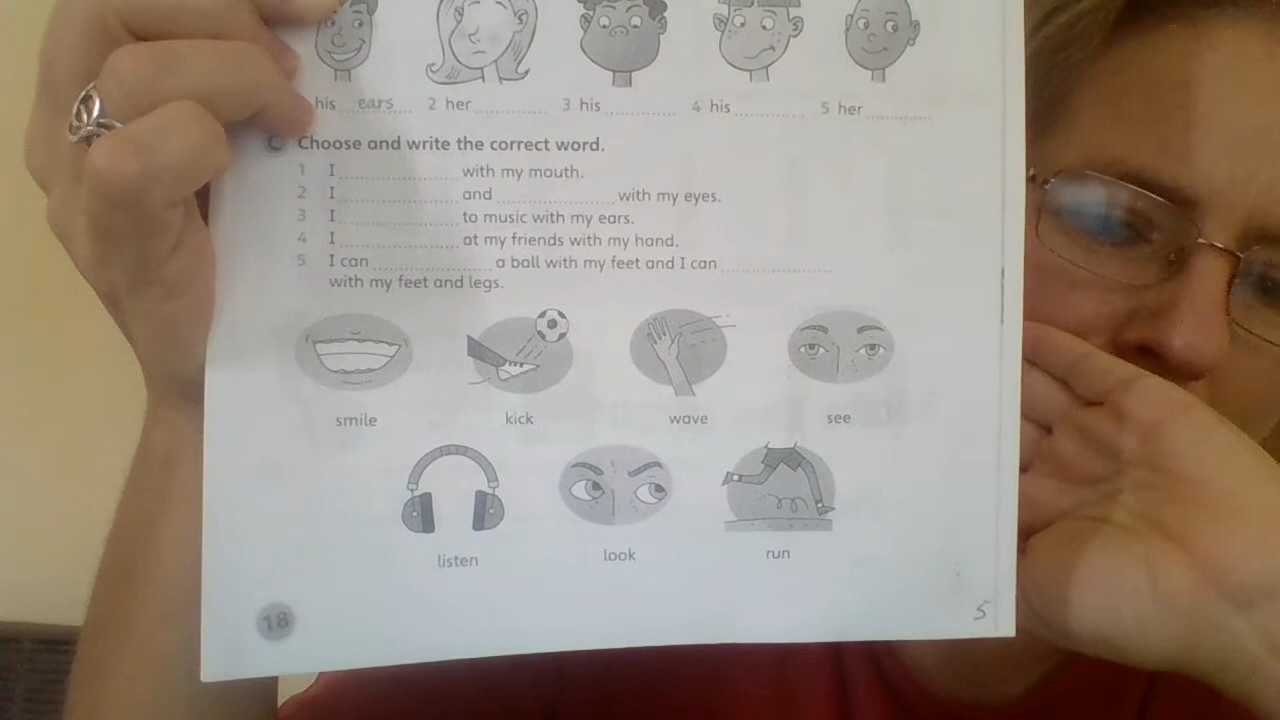 his ears 2 her 3 his 4 his 5 her
C Choose and write the correct word.
1 I with my mouth.
2 I and with my eyes.
3 I to music with my ears.
4 I at my friends with my hand.
5 I can a ball with my feet and I can
with my feet and legs.
smile kick wave see
listen look run
18
5